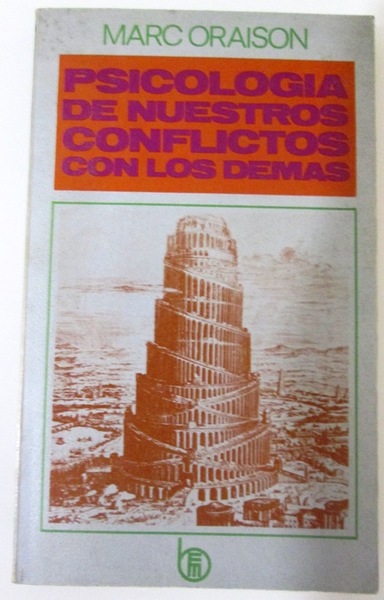 MARC ORAISON
PSICOLOGIA
DE NUESTROS
CONFLICTOS
CON LOS DEMAS